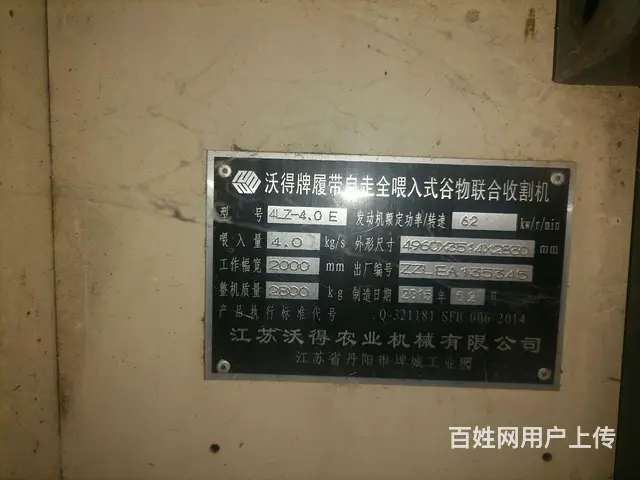 沃得牌履带自走全喂入式谷物联合收割机
型 号 4LZ-4.0E 发动机额定功率/转速 62 kw/r/min
喂入量 4.0 kg/s 外形尺寸 4960X3514X2830 mm
工作幅宽 2000 mm 出厂编号 ZZLEA135345
整机质量 2800 kg 制造日期 年 月
产品执行标准代号 Q-321181 SFB 006-2014
江苏沃得农业机械有限公司
江苏省丹阳市埤城工业园
百姓网用户上传